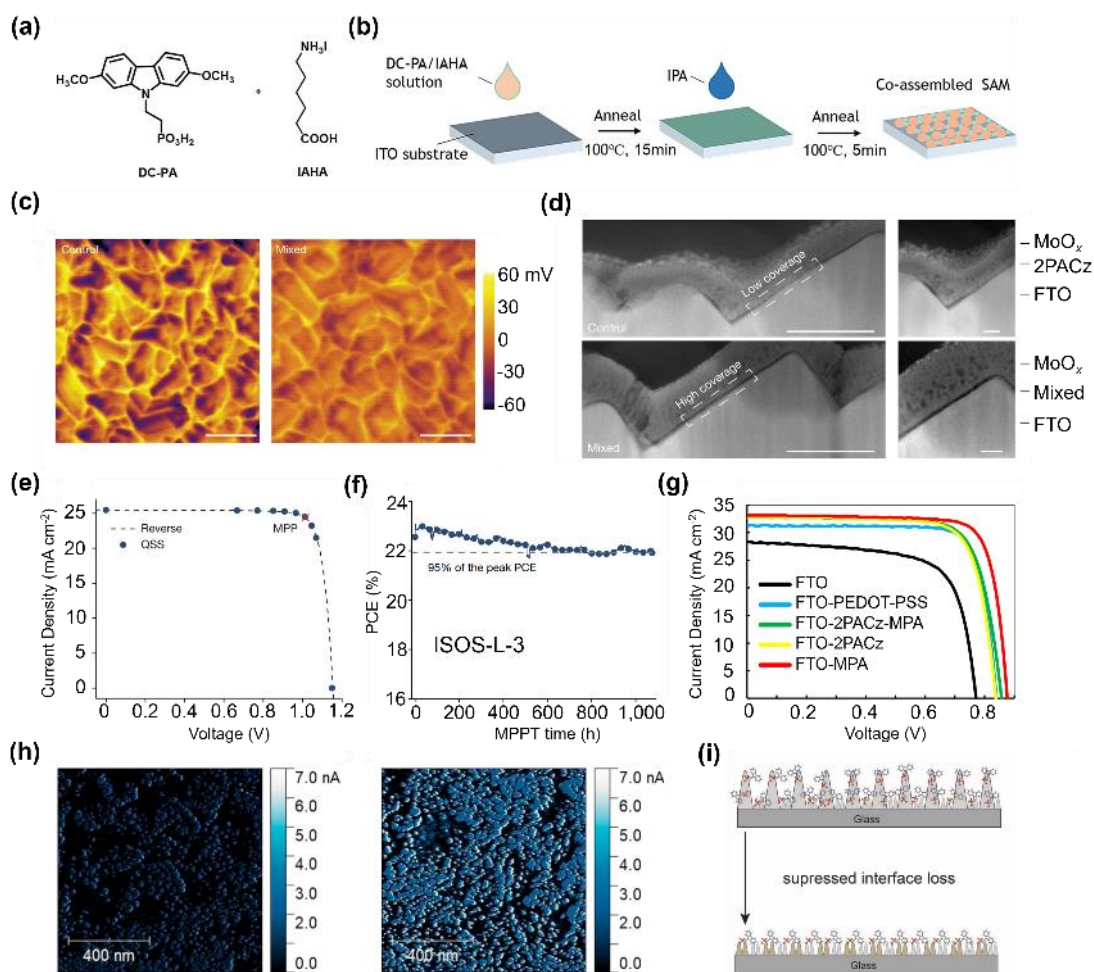 (a)
NH3I
H3CO
OCH3
N
PO3H2
+
COOH
DC-PA
IAHA
(b)
DC-PA/IAHA
solution
IPA
Co-assembled SAM
Anneal
100℃, 15min
Anneal
100℃, 5min
ITO substrate
(c)
Control
Mixed
60 mV
30
0
-30
-60
(d)
Low coverage
Control
MoOx
2PACz
FTO
High coverage
Mixed
MoOx
Mixed
FTO
(e)
Current Density (mA cm-2)
25
20
15
10
5
0
MPP
Reverse
QSS
0.0 0.2 0.4 0.6 0.8 1.0 1.2
Voltage (V)
(f)
PCE (%)
24
22
20
18
16
95% of the peak PCE
ISOS-L-3
0 200 400 600 800 1,000
MPPT time (h)
(g)
Current Density (mA cm-2)
35
30
25
20
15
10
5
0
FTO
FTO-PEDOT-PSS
FTO-2PACz-MPA
FTO-2PACz
FTO-MPA
0 0.2 0.4 0.6 0.8
Voltage (V)
(h)
400 nm
7.0 nA
6.0
5.0
4.0
3.0
2.0
1.0
0.0
400 nm
7.0 nA
6.0
5.0
4.0
3.0
2.0
1.0
0.0
(i)
Glass
supressed interface loss
Glass